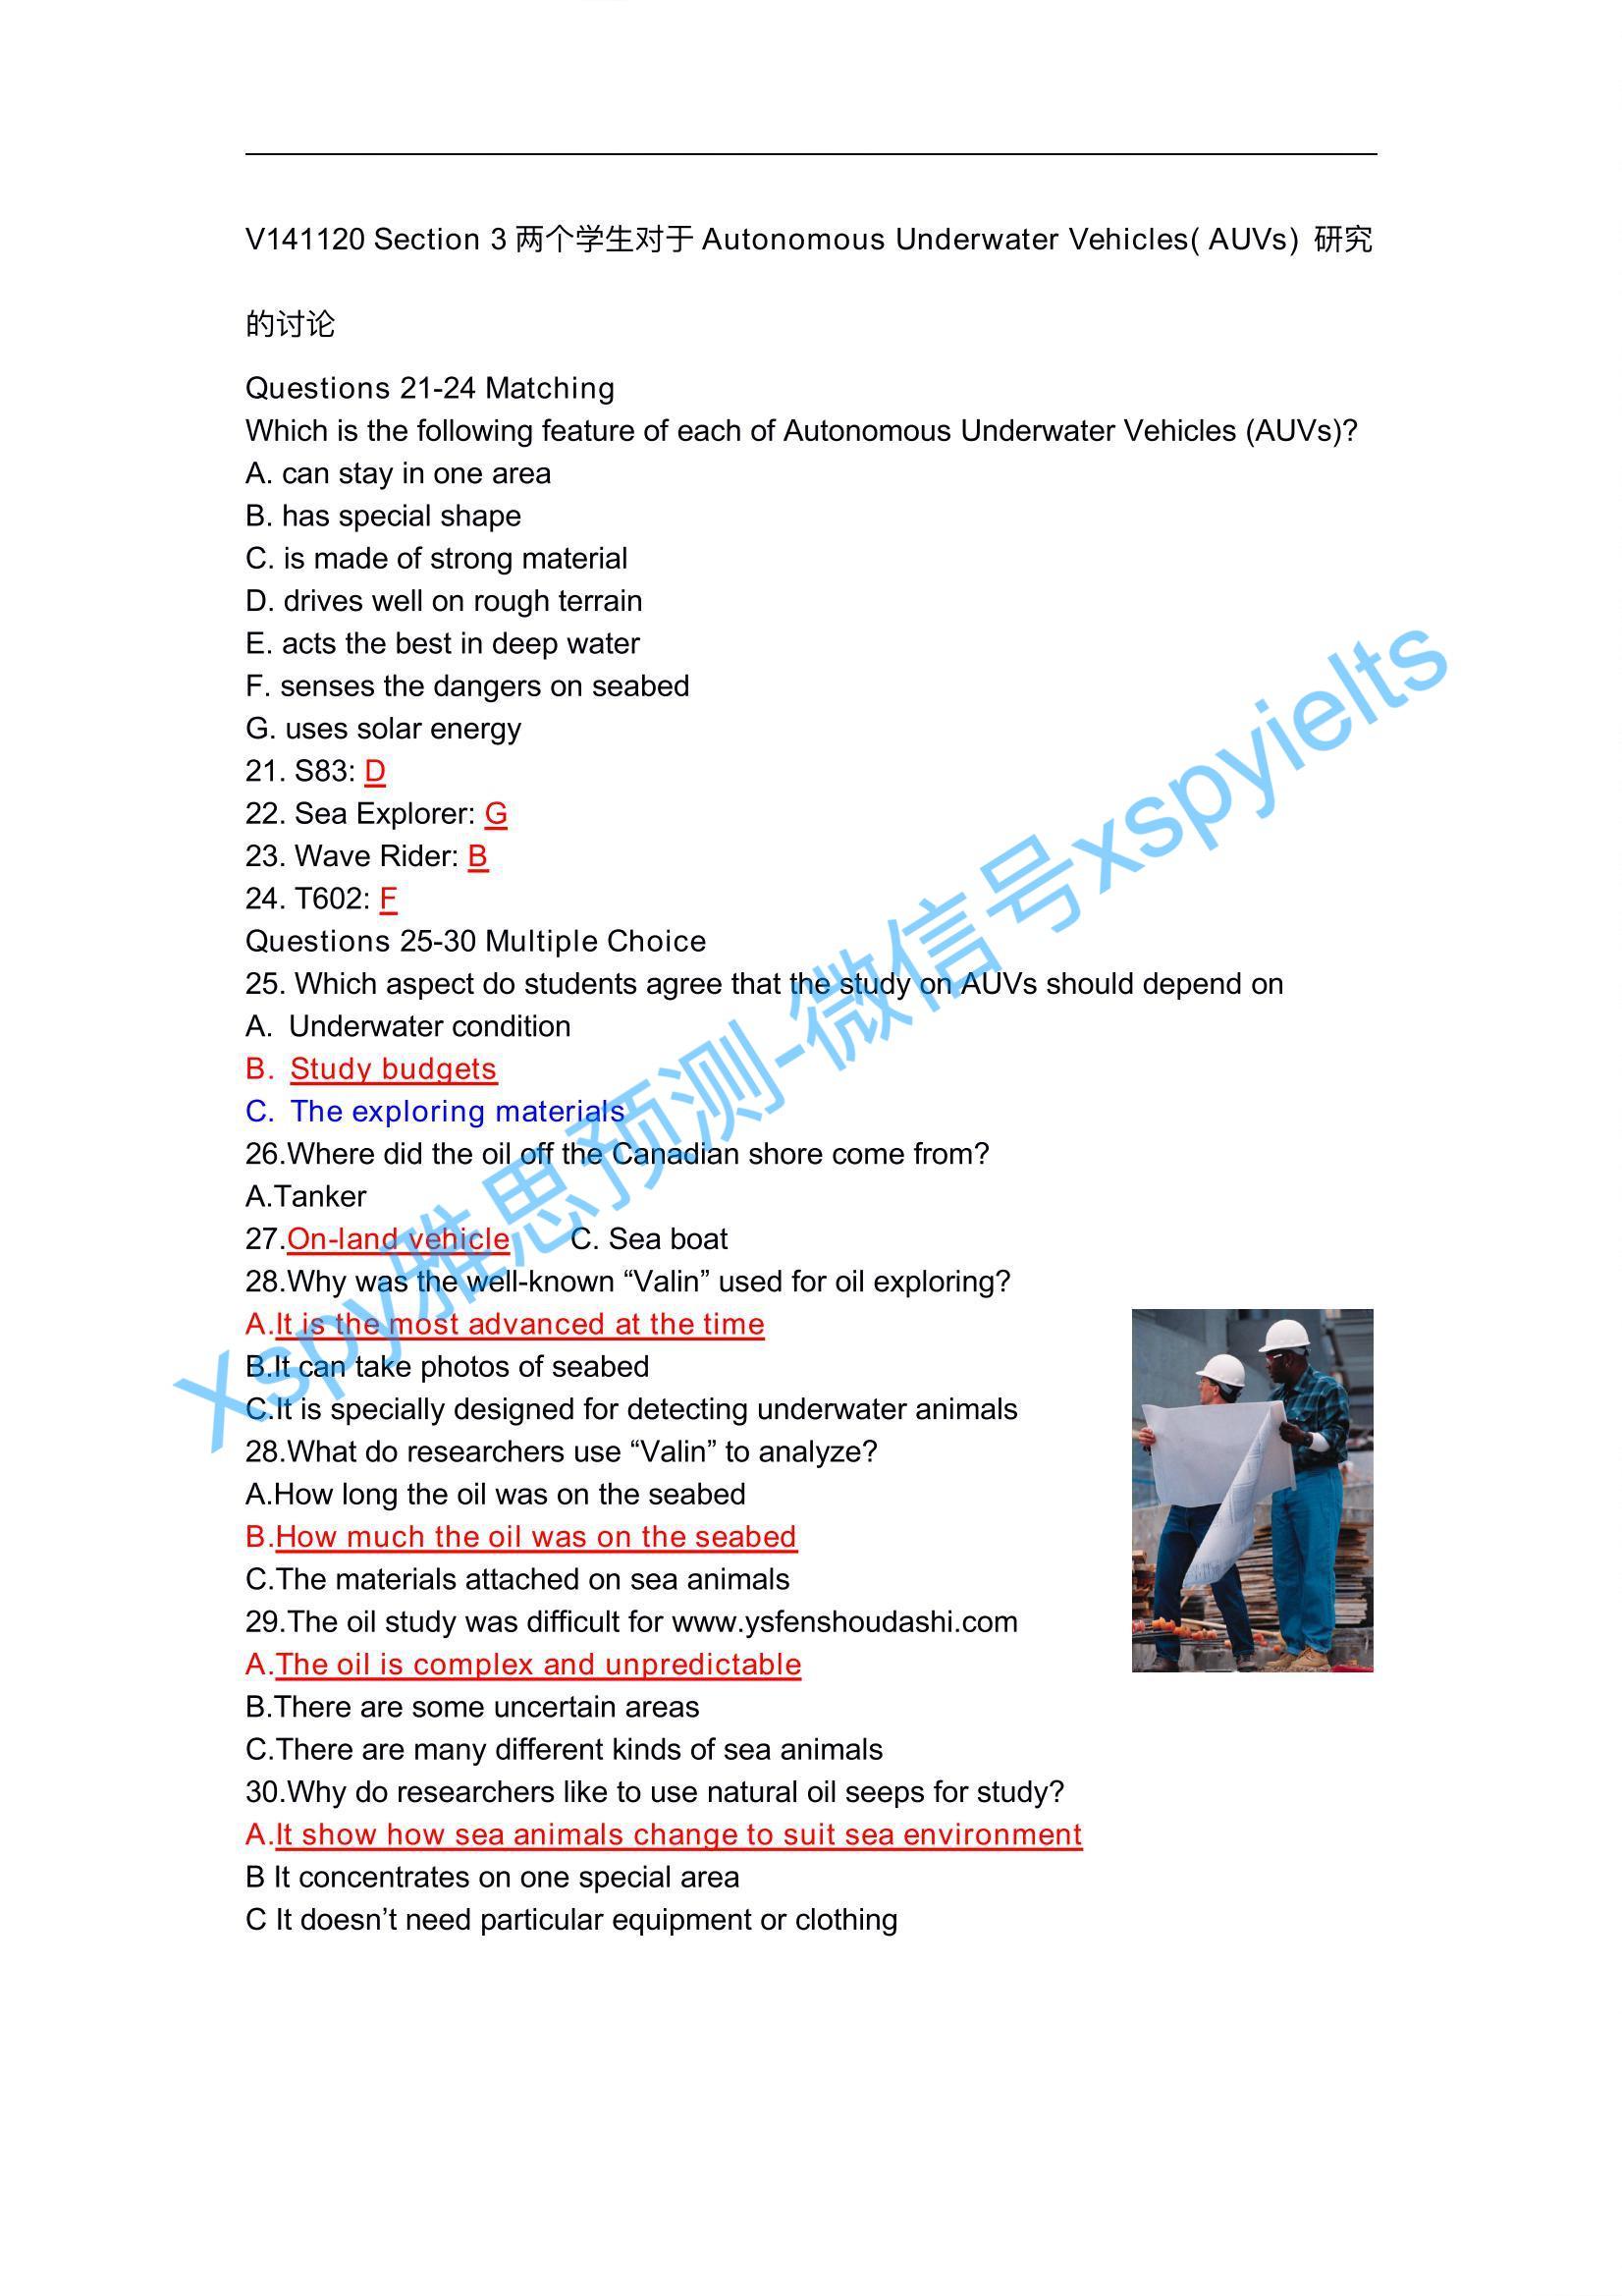 V141120 Section 3 两个学生对于 Autonomous Underwater Vehicles( AUVs) 研究
的讨论
Questions 21-24 Matching
Which is the following feature of each of Autonomous Underwater Vehicles (AUVs)?
A. can stay in one area
B. has special shape
C. is made of strong material
D. drives well on rough terrain
E. acts the best in deep water
F. senses the dangers on seabed
G. uses solar energy
21. S83: D
22. Sea Explorer: G
23. Wave Rider: B
24. T602: F
Questions 25-30 Multiple Choice
25. Which aspect do students agree that the study on AUVs should depend on
A. Underwater condition
B. Study budgets
C. The exploring materials
26.Where did the oil off the Canadian shore come from?
A.Tanker
27.On-land vehicle C. Sea boat
28.Why was the well-known “Valin” used for oil exploring?
A.It is the most advanced at the time
B.It can take photos of seabed
C.It is specially designed for detecting underwater animals
28.What do researchers use “Valin” to analyze?
A.How long the oil was on the seabed
B.How much the oil was on the seabed
C.The materials attached on sea animals
29.The oil study was difficult for www.ysfenshoudashi.com
A.The oil is complex and unpredictable
B.There are some uncertain areas
C.There are many different kinds of sea animals
30.Why do researchers like to use natural oil seeps for study?
A.It show how sea animals change to suit sea environment
B It concentrates on one special area
C It doesn’t need particular equipment or clothing
xspy雅思预测-微信号xspyielts